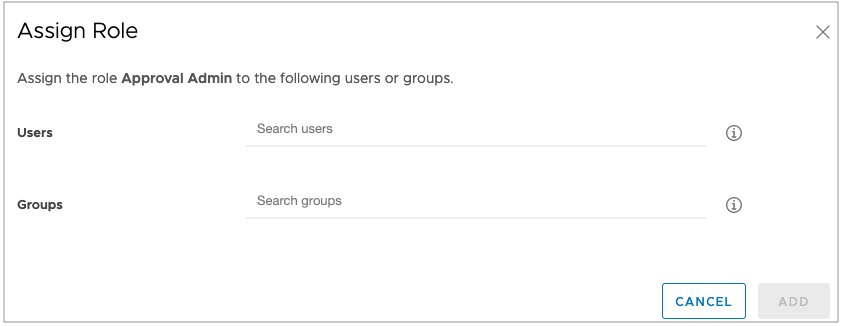 Assign Role
Assign the role Approval Admin to the following users or groups.
Users
Search users
Groups
Search groups
CANCEL
ADD